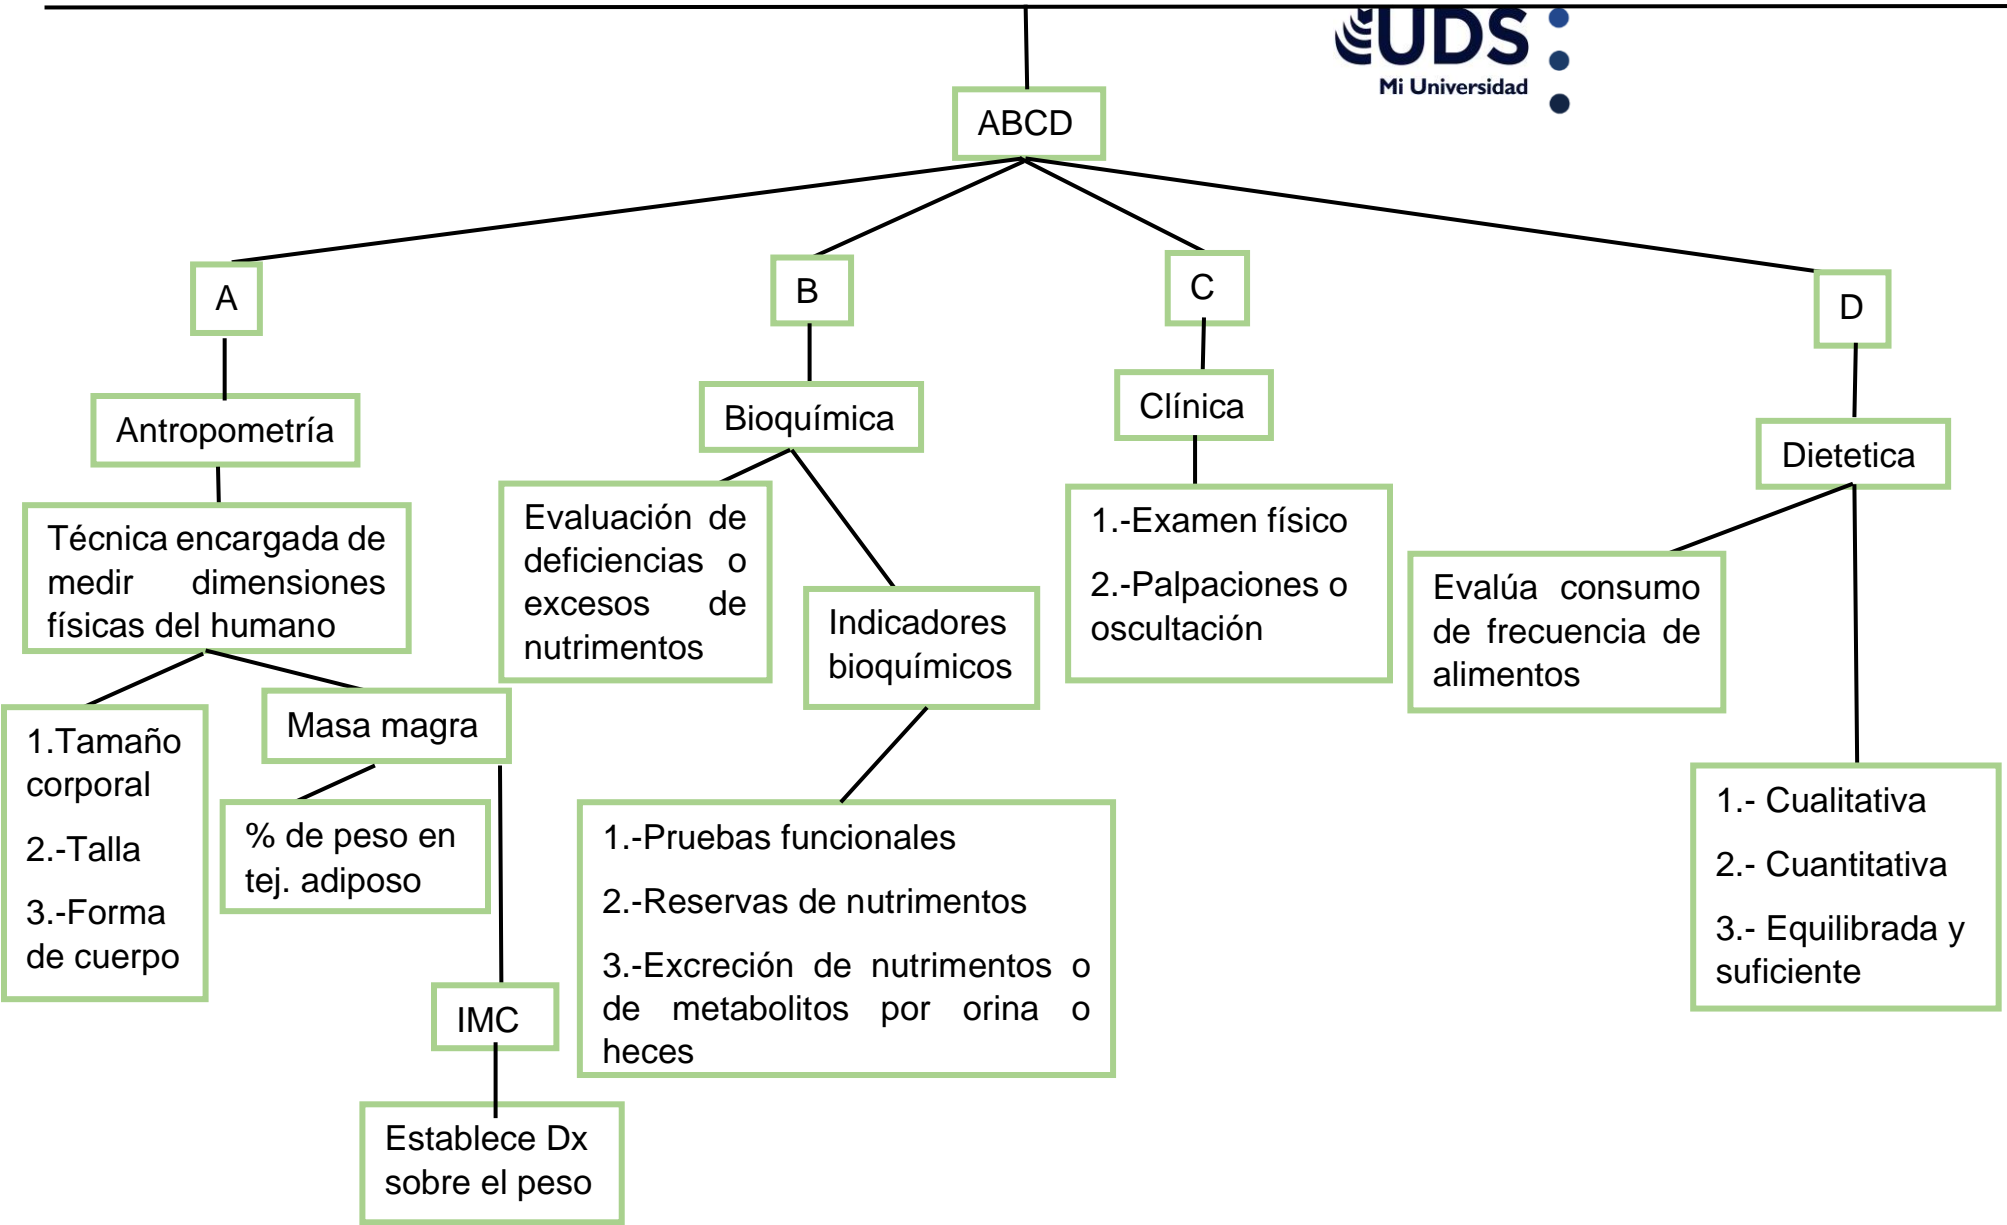 UDS
Mi Universidad
ABCD
A
B
C
D
Antropometría
Bioquímica
Clínica
Dietetica
Técnica encargada de
medir dimensiones
físicas del humano
Evaluación de
deficiencias o
excesos de
nutrimentos
Indicadores
bioquímicos
1.-Examen físico
2.-Palpaciones o
oscultación
Evalúa consumo
de frecuencia de
alimentos
1.Tamaño
corporal
2.-Talla
3.-Forma
de cuerpo
Masa magra
% de peso en
tej. adiposo
IMC
Establece Dx
sobre el peso
1.-Pruebas funcionales
2.-Reservas de nutrimentos
3.-Excreción de nutrimentos o
de metabolitos por orina o
heces
1.- Cualitativa
2.- Cuantitativa
3.- Equilibrada y
suficiente